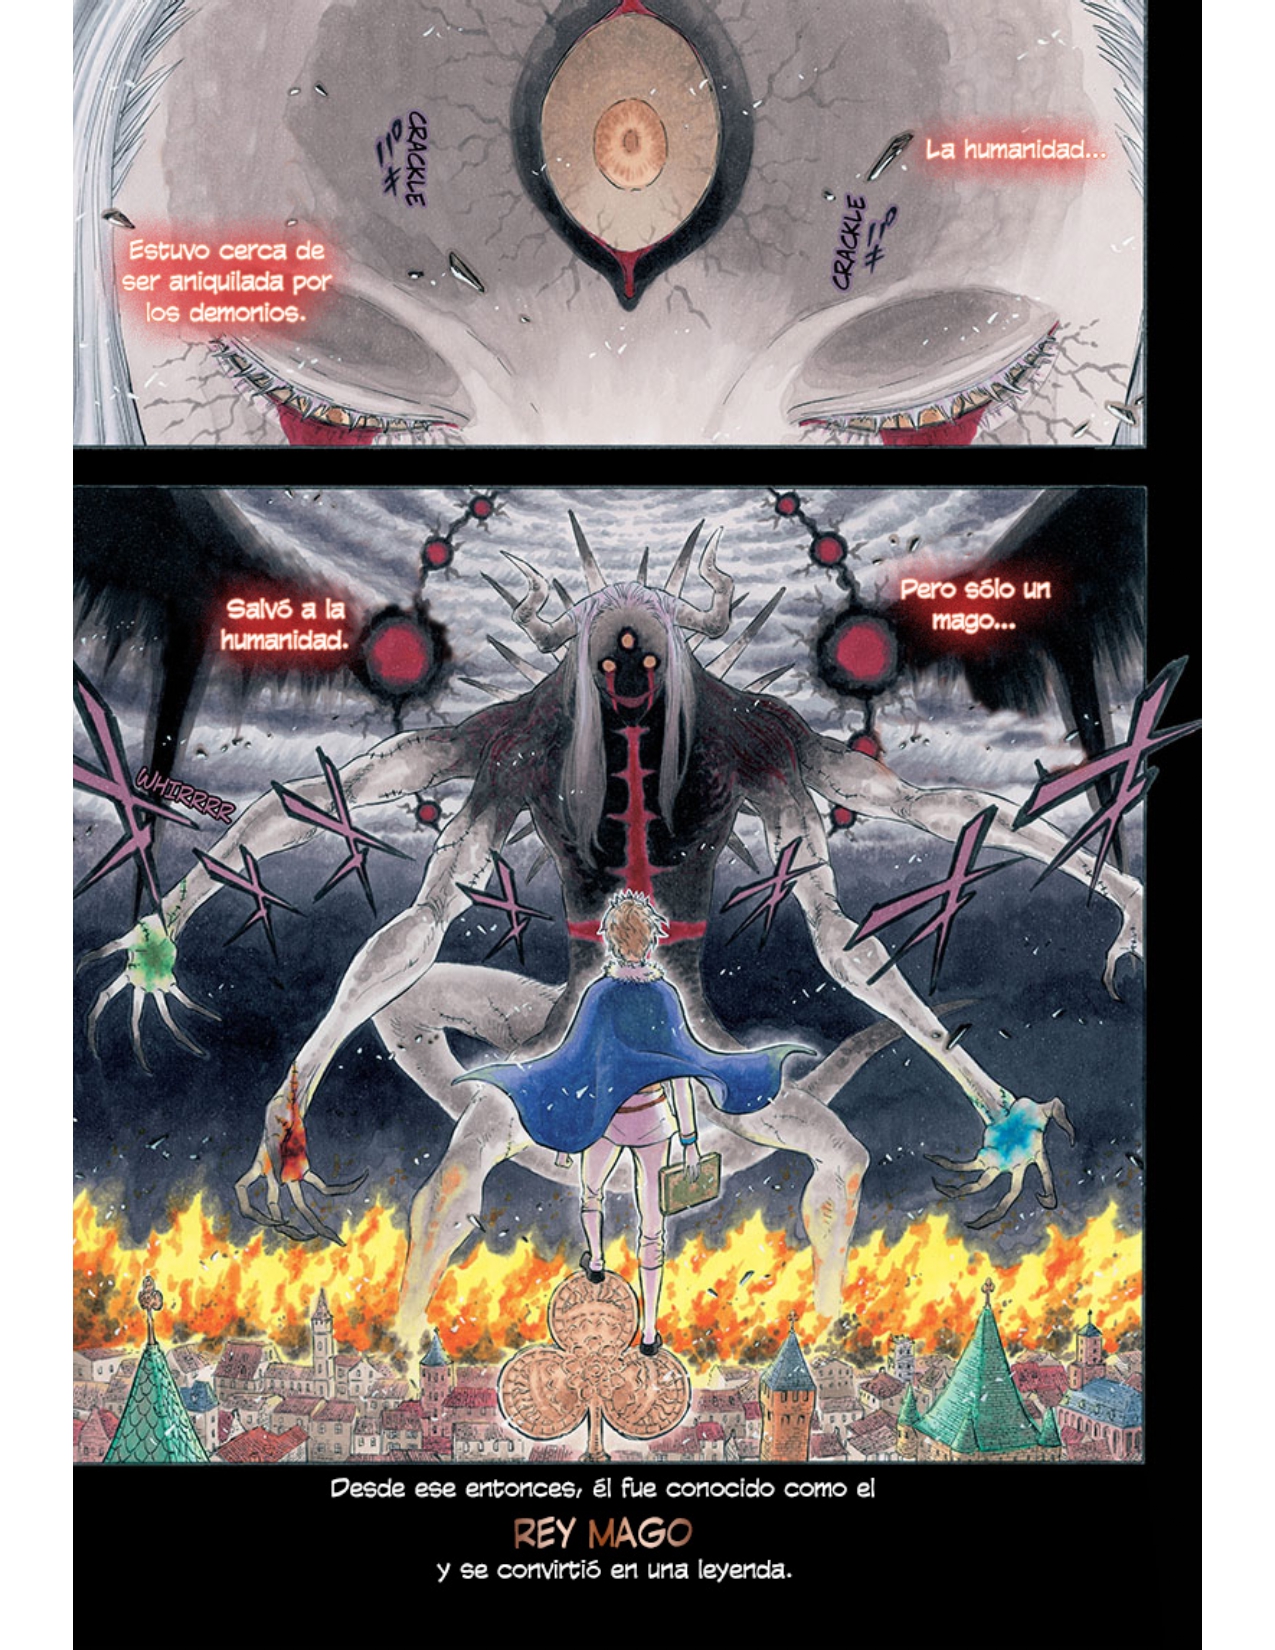 La humanidad...
CRACKLE
CRACKLE
Estuvo cerca de
ser aniquilada por
los demonios.
Pero sólo un
mago...
Salvó a la
humanidad.
WHIRRRR
Desde ese entonces, él fue conocido como el
REY MAGO
y se convirtió en una leyenda.